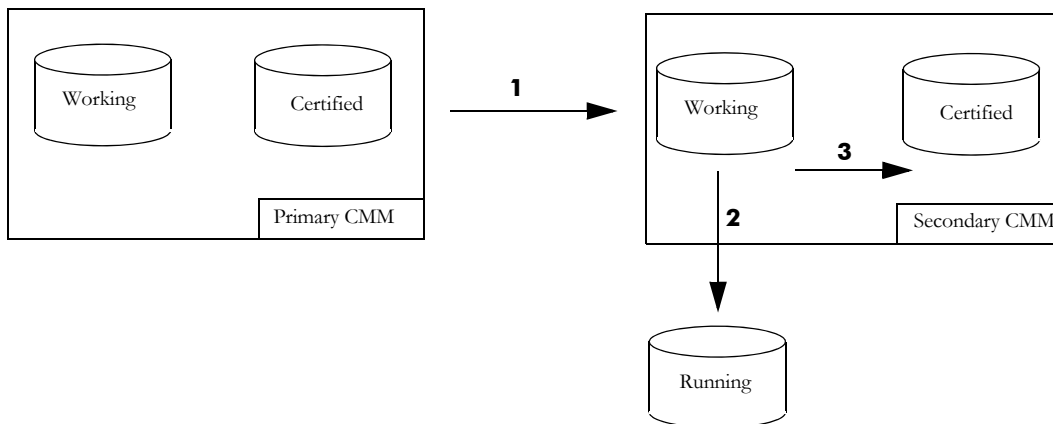 Working
Certified
1
Working
Certified
3
Primary CMM
2
Secondary CMM
Running